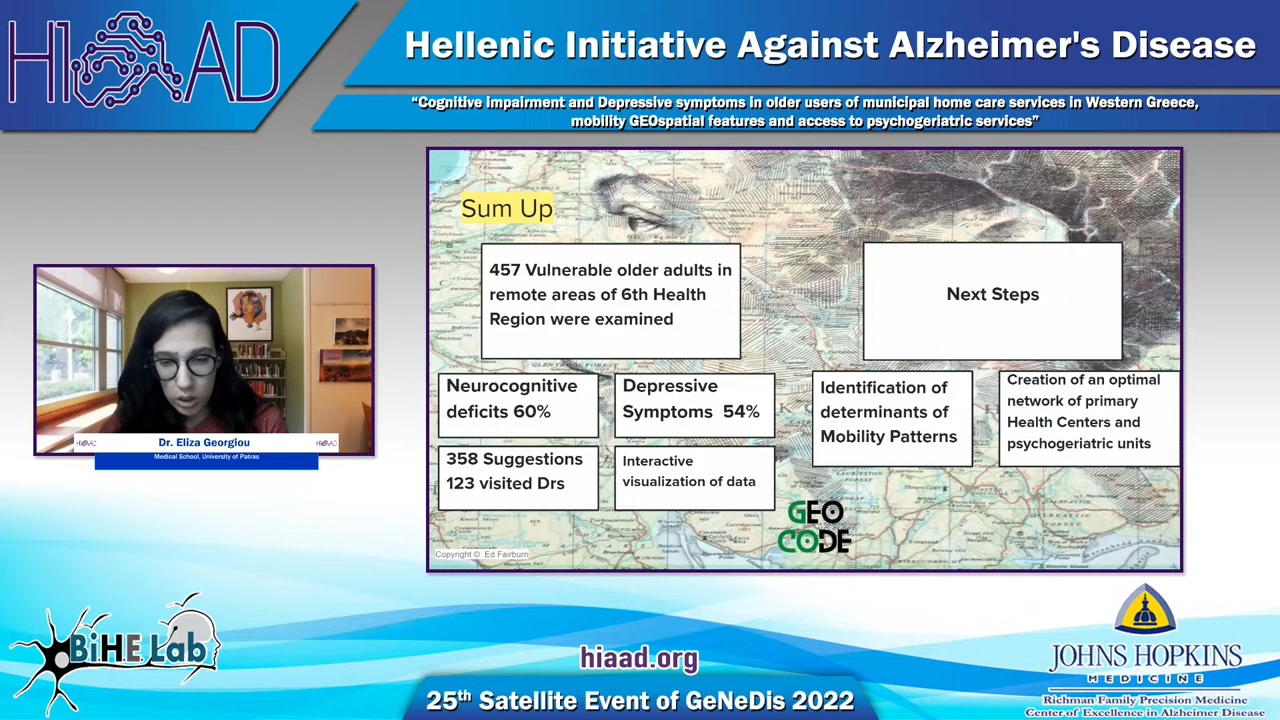 HIAAD
Hellenic Initiative Against Alzheimer's Disease
“Cognitive impairment and Depressive symptoms in older users of municipal home care services in Western Greece,
mobility GEOspatial features and access to psychogeriatric services”
Sum Up
457 Vulnerable older adults in
remote areas of 6th Health
Region were examined
Neurocognitive
deficits 60%
Depressive
Symptoms 54%
358 Suggestions
123 visited Drs
Interactive
visualization of data
Next Steps
Identification of
determinants of
Mobility Patterns
Creation of an optimal
network of primary
Health Centers and
psychogeriatric units
GEO
CODE
Copyright © Ed Fairburn
HIAAD
Dr. Eliza Georgiou
HIAAD
Medical School, University of Patras
BiHE Lab
hiaad.org
25th Satellite Event of GeNeDis 2022
JOHNS HOPKINS
MEDICINE
Richman Family Precision Medicine
Center of Excellence in Alzheimer Disease